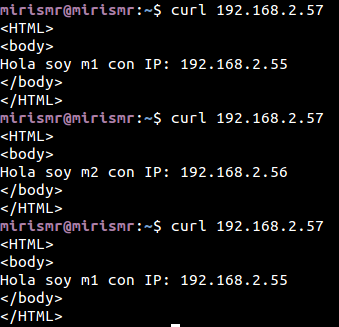 mirismr@mirismr:~$ curl 192.168.2.57
<HTML>
<body>
Hola soy m1 con IP: 192.168.2.55
</body>
</HTML>
mirismr@mirismr:~$ curl 192.168.2.57
<HTML>
<body>
Hola soy m2 con IP: 192.168.2.56
</body>
</HTML>
mirismr@mirismr:~$ curl 192.168.2.57
<HTML>
<body>
Hola soy m1 con IP: 192.168.2.55
</body>
</HTML>